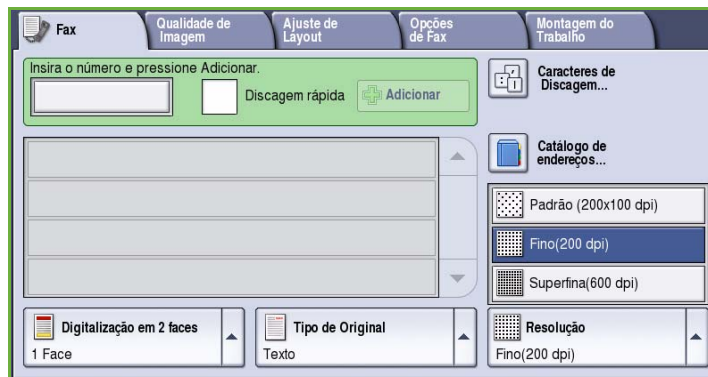 Fax
Qualidade de
Imagem
Ajuste de
Layout
Opções
de Fax
Montagem do
Trabalho
Insira o número e pressione Adicionar.
Discagem rápida
Adicionar
Caracteres de
Discagem...
Catálogo de
endereços...
Padrão (200x100 dpi)
Fino(200 dpi)
Superfina(600 dpi)
Digitalização em 2 faces
1 Face
Tipo de Original
Texto
Resolução
Fino(200 dpi)